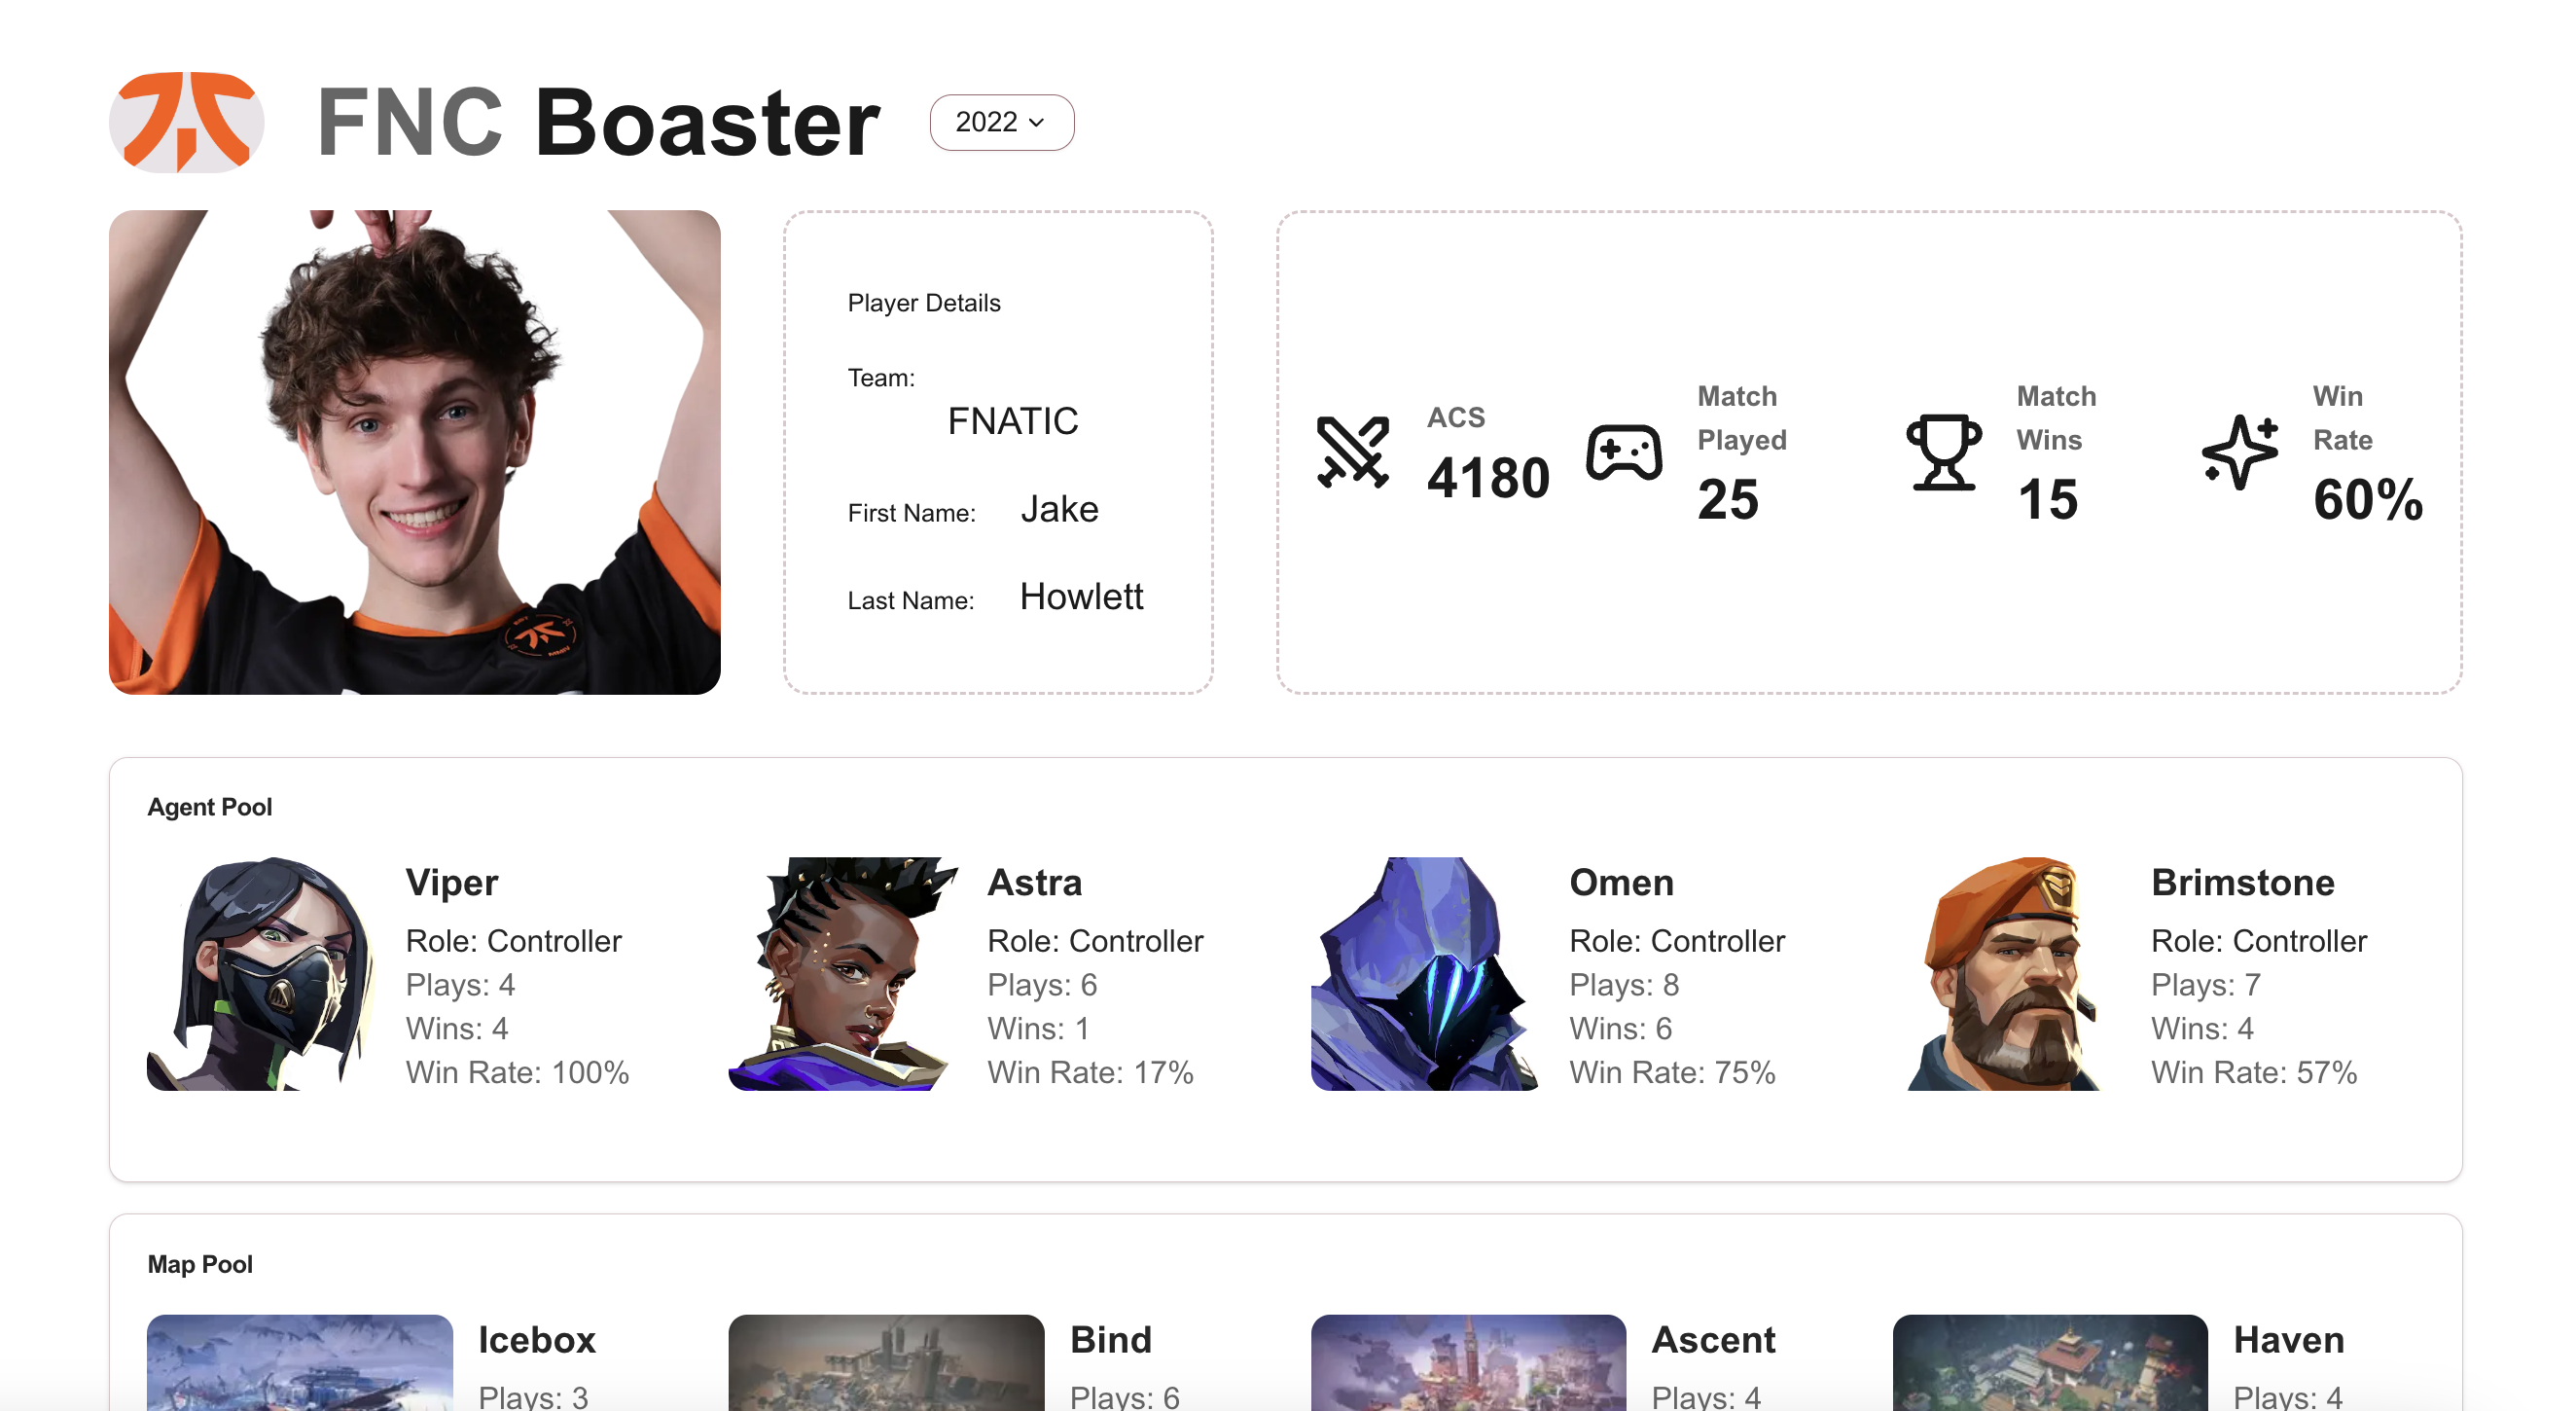 FNC Boaster
2022
Player Details
Team:
FNATIC
First Name: Jake
Last Name: Howlett
ACS
4180
Match
Played
25
Match
Wins
15
Win
Rate
60%
Agent Pool
Viper
Role: Controller
Plays: 4
Wins: 4
Win Rate: 100%
Astra
Role: Controller
Plays: 6
Wins: 1
Win Rate: 17%
Omen
Role: Controller
Plays: 8
Wins: 6
Win Rate: 75%
Brimstone
Role: Controller
Plays: 7
Wins: 4
Win Rate: 57%
Map Pool
Icebox
Plays: 3
Bind
Plays: 6
Ascent
Plays: 4
Haven
Plays: 4